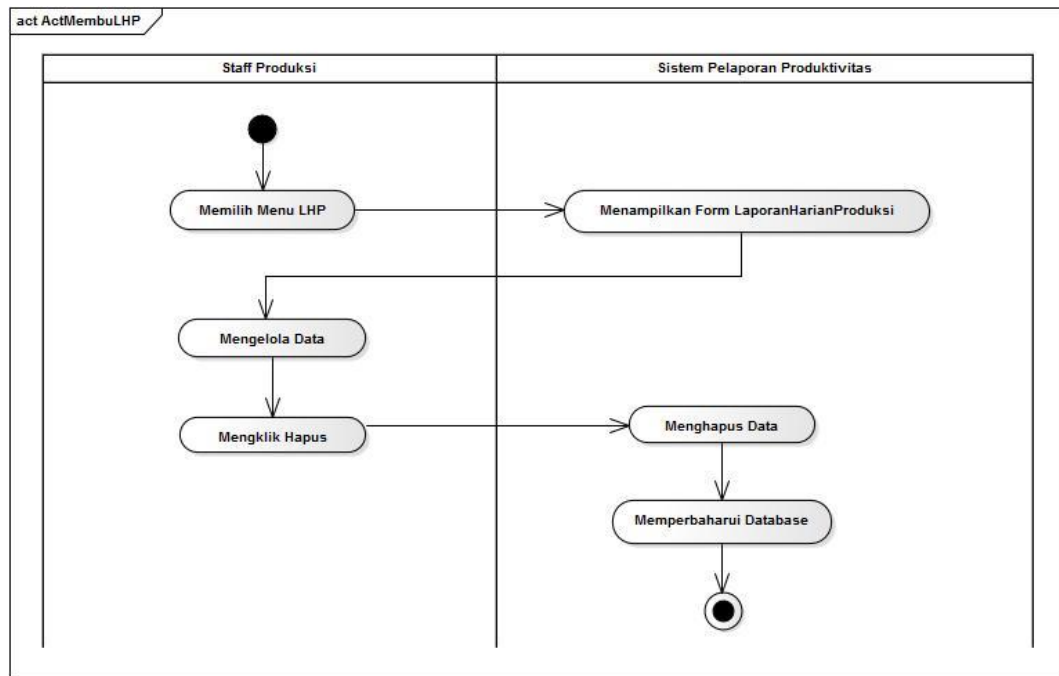 act ActMembuLHP
Staff Produksi
Sistem Pelaporan Produktivitas
Memilih Menu LHP
Menampilkan Form LaporanHarianProduksi
Mengelola Data
Mengklik Hapus
Menghapus Data
Memperbaharui Database